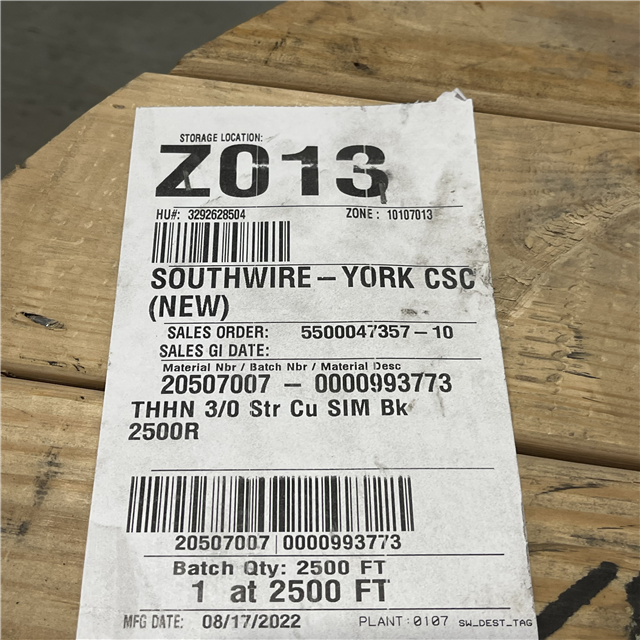 STORAGE LOCATION:
Z013
HU#: 3292628504 ZONE: 10107013
SOUTHWIRE-YORK CSC
(NEW)
SALES ORDER: 5500047357-10
SALES GI DATE:
Material Nbr / Batch Nbr / Material Desc
20507007 - 0000993773
THHN 3/0 Str Cu SIM Bk
2500R
20507007|0000993773
Batch Qty: 2500 FT
1 at 2500 FT
MFG DATE: 08/17/2022 PLANT:0107 SW_DEST_TAG